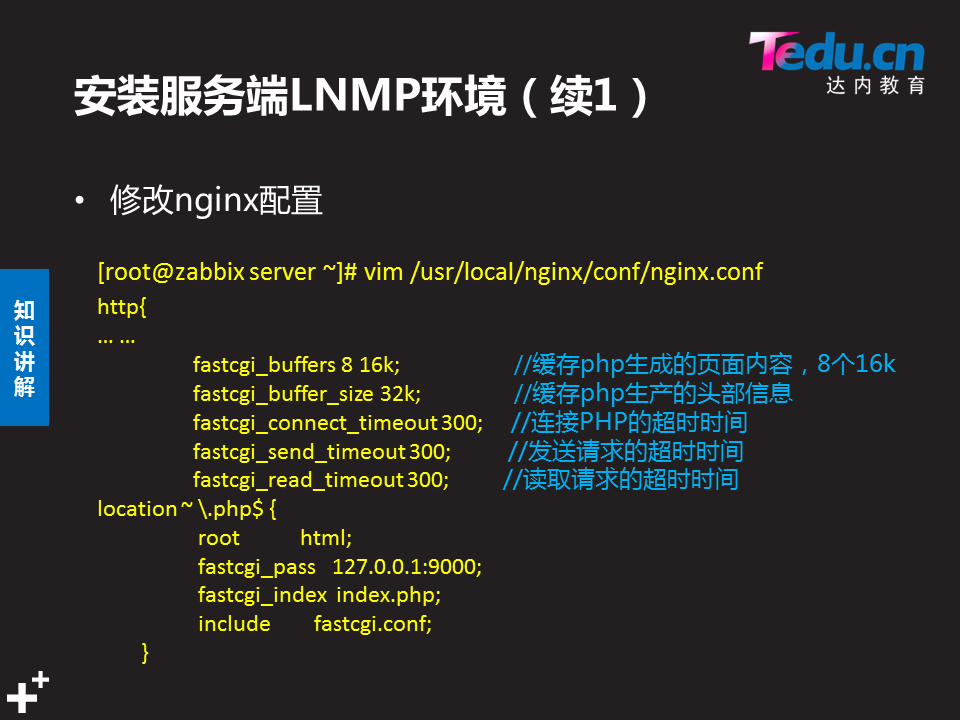 Tedu.cn
达内教育
安装服务端LNMP环境（续1）
• 修改nginx配置
知识讲解
[root@zabbix server ~]# vim /usr/local/nginx/conf/nginx.conf
http{
… …
fastcgi_buffers 8 16k; //缓存php生成的页面内容，8个16k
fastcgi_buffer_size 32k; //缓存php生产的头部信息
fastcgi_connect_timeout 300; //连接PHP的超时时间
fastcgi_send_timeout 300; //发送请求的超时时间
fastcgi_read_timeout 300; //读取请求的超时时间
location ~ \.php$ {
root html;
fastcgi_pass 127.0.0.1:9000;
fastcgi_index index.php;
include fastcgi.conf;
}